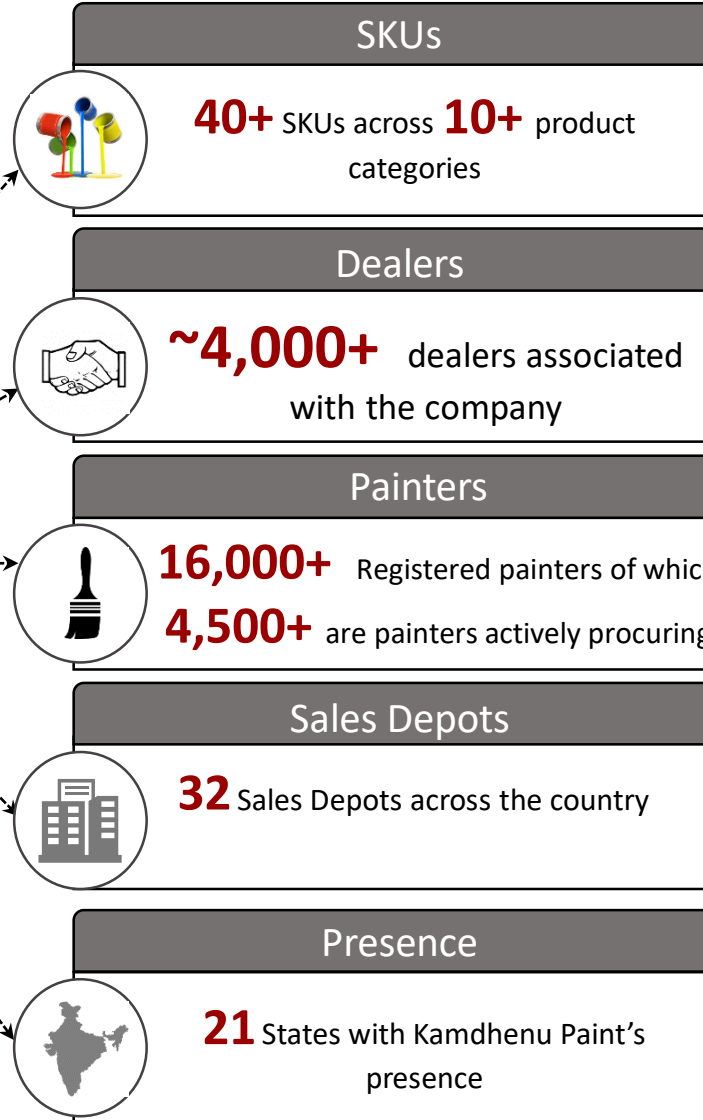 SKUs
40+ SKUs across 10+ product
categories
Dealers
~4,000+ dealers associated
with the company
Painters
16,000+ Registered painters of whic
4,500+ are painters actively procuring
Sales Depots
32 Sales Depots across the country
Presence
21 States with Kamdhenu Paint's
presence